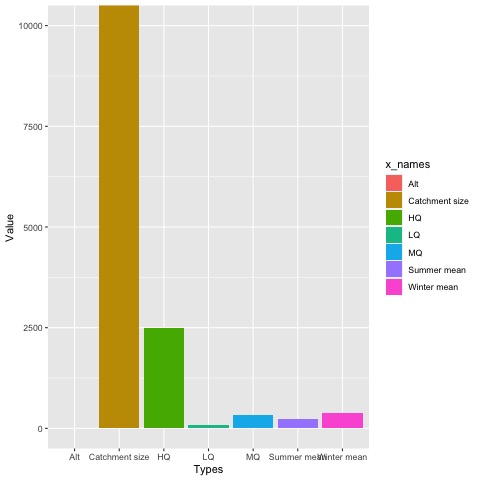 10000
7500
5000
2500
0
Value
Alt Catchment size HQ LQ MQ Summer mean Winter mean
Types
x_names
Alt
Catchment size
HQ
LQ
MQ
Summer mean
Winter mean